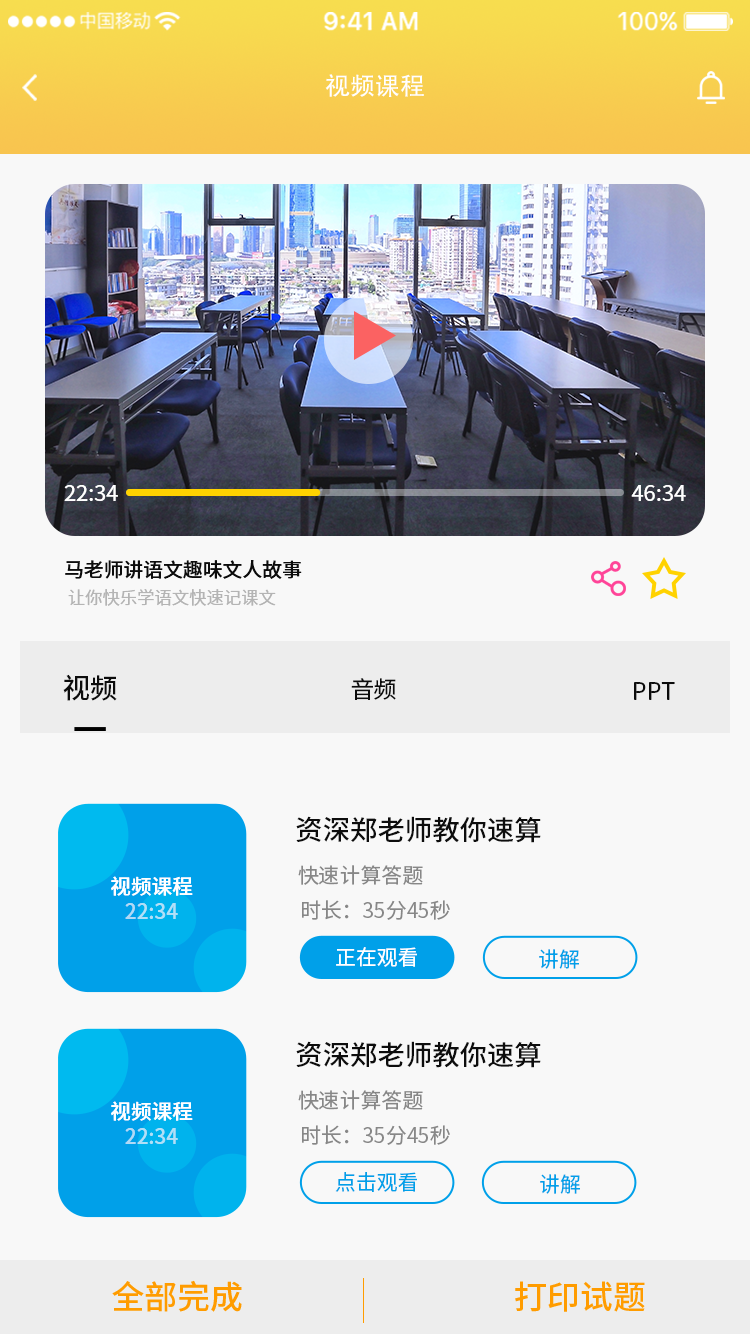 中国移动
9:41 AM
100%
视频课程
22:34
46:34
马老师讲语文趣味文人故事
让你快乐学语文快速记课文
视频
音频
PPT
视频课程
22:34
资深郑老师教你速算
快速计算答题
时长：35分45秒
正在观看
讲解
视频课程
22:34
资深郑老师教你速算
快速计算答题
时长：35分45秒
点击观看
讲解
全部完成
打印试题